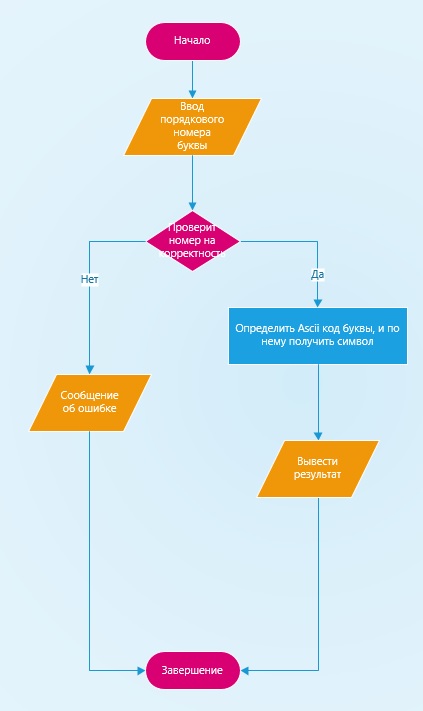 Начало
Ввод
порядкового
номера
буквы
Проверит
номер на
корректность
Нет
Да
Определить Ascii код буквы, и по
нему получить символ
Сообщение
об ошибке
Вывести
результат
Завершение